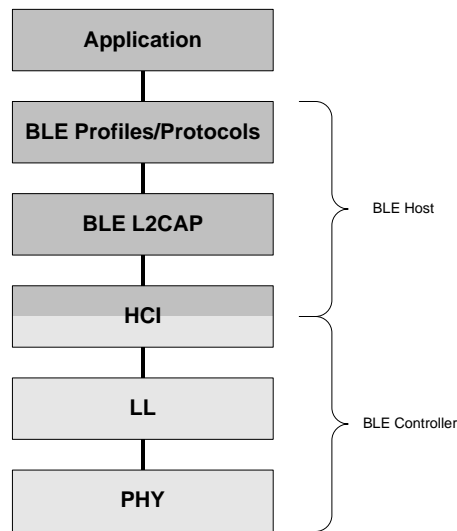 Application
BLE Profiles/Protocols
BLE L2CAP
BLE Host
HCI
LL
BLE Controller
PHY